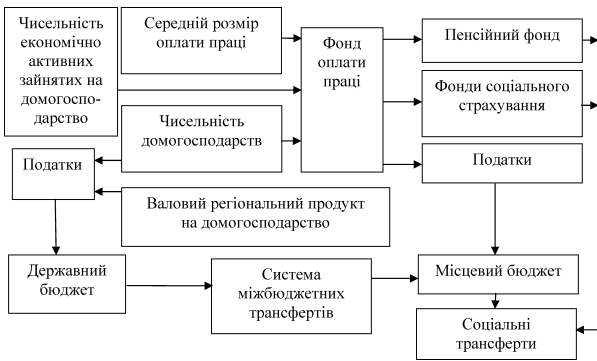 Чисельність
економічно
активних
зайнятих на
домогоспо-
дарство
Середній розмір
оплати праці
Чисельність
домогосподарств
Фонд
оплати
праці
Пенсійний фонд
Фонди соціального
страхування
Податки
Податки
Валовий регіональний продукт
на домогосподарство
Державний
бюджет
Система
міжбюджетних
трансфертів
Місцевий бюджет
Соціальні
трансферти